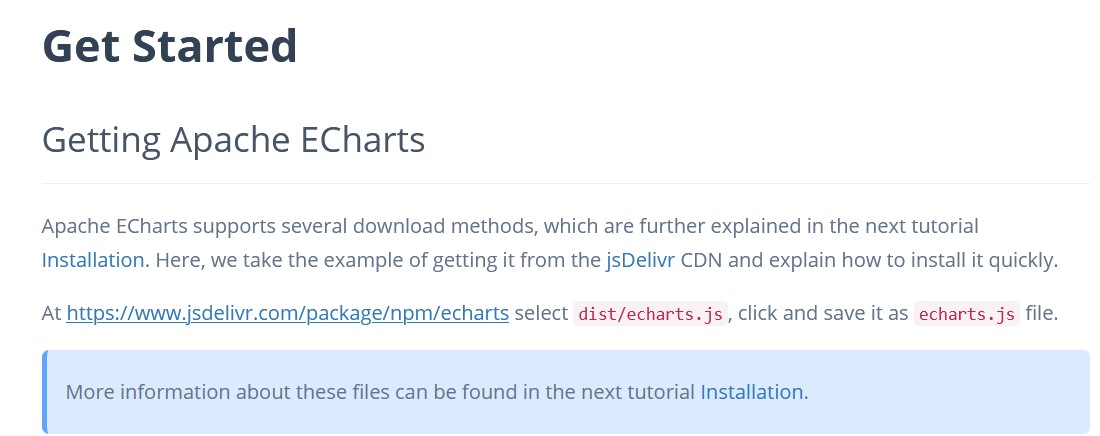 Get Started
Getting Apache ECharts
Apache ECharts supports several download methods, which are further explained in the next tutorial
Installation. Here, we take the example of getting it from the jsDelivr CDN and explain how to install it quickly.
At https://www.jsdelivr.com/package/npm/echarts select dist/echarts.js, click and save it as echarts.js file.
More information about these files can be found in the next tutorial Installation.